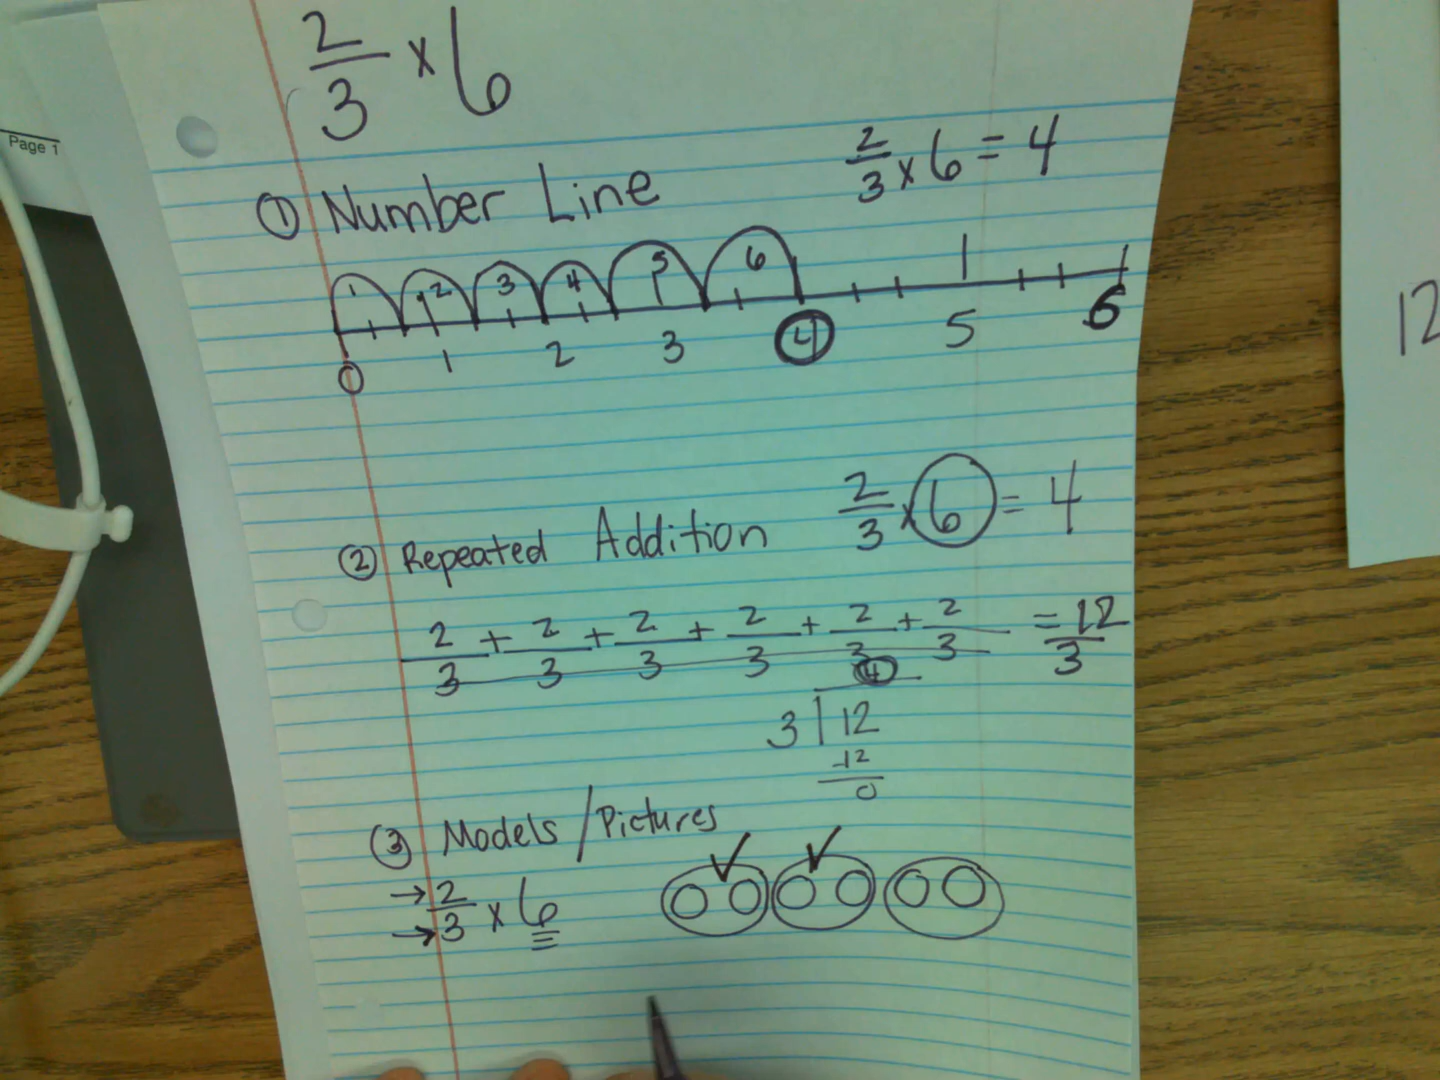 Page 1
2/3 × 6
① Number Line
2/3 × 6 = 4
1 2 3 4 5 6
0 1 2 3 4 5 6
12
② Repeated Addition
2/3 × 6 = 4
2/3 + 2/3 + 2/3 + 2/3 + 2/3 + 2/3 = 12/3
4
3 | 12
-12
0
③ Models/Pictures
→ 2/→ 3 × 6